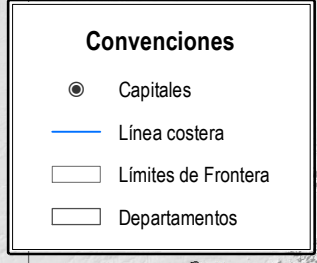 Convenciones
Capitales
Línea costera
Límites de Frontera
Departamentos